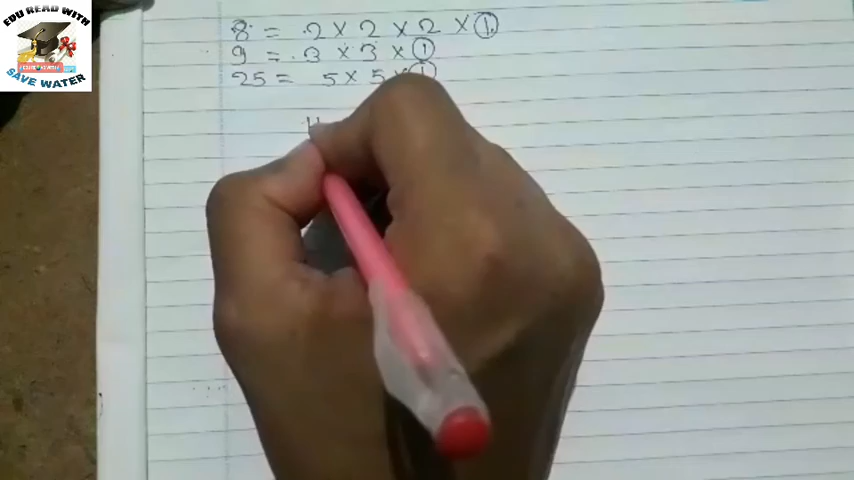 EDU READ WITH
SAVE WATER
8 = 2 × 2 × 2 × 1
9 = 3 × 3 × 1
25 = 5 × 5 × 1
H